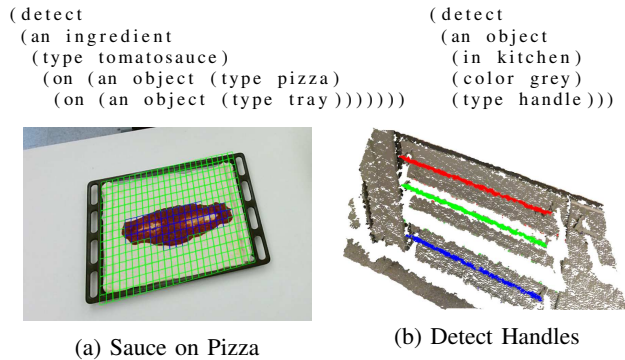 (detect
(an ingredient
(type tomatosauce)
(on (an object (type pizza)
(on (an object (type tray)))))))
(detect
(an object
(in kitchen)
(color grey)
(type handle)))
(a) Sauce on Pizza
(b) Detect Handles